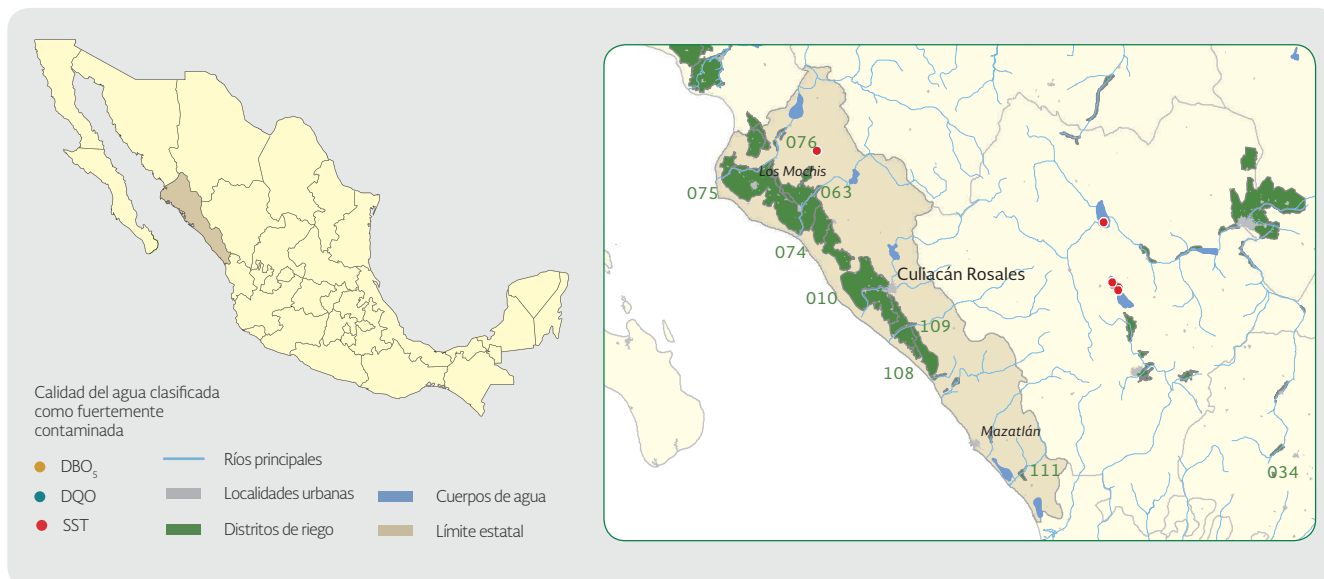 Calidad del agua clasificada
como fuertemente
contaminada
DBO5
DQO
SST
Ríos principales
Localidades urbanas
Distritos de riego
Cuerpos de agua
Límite estatal
076
Los Mochis
075
063
074
Culiacán Rosales
010
109
108
Mazatlán
111
034